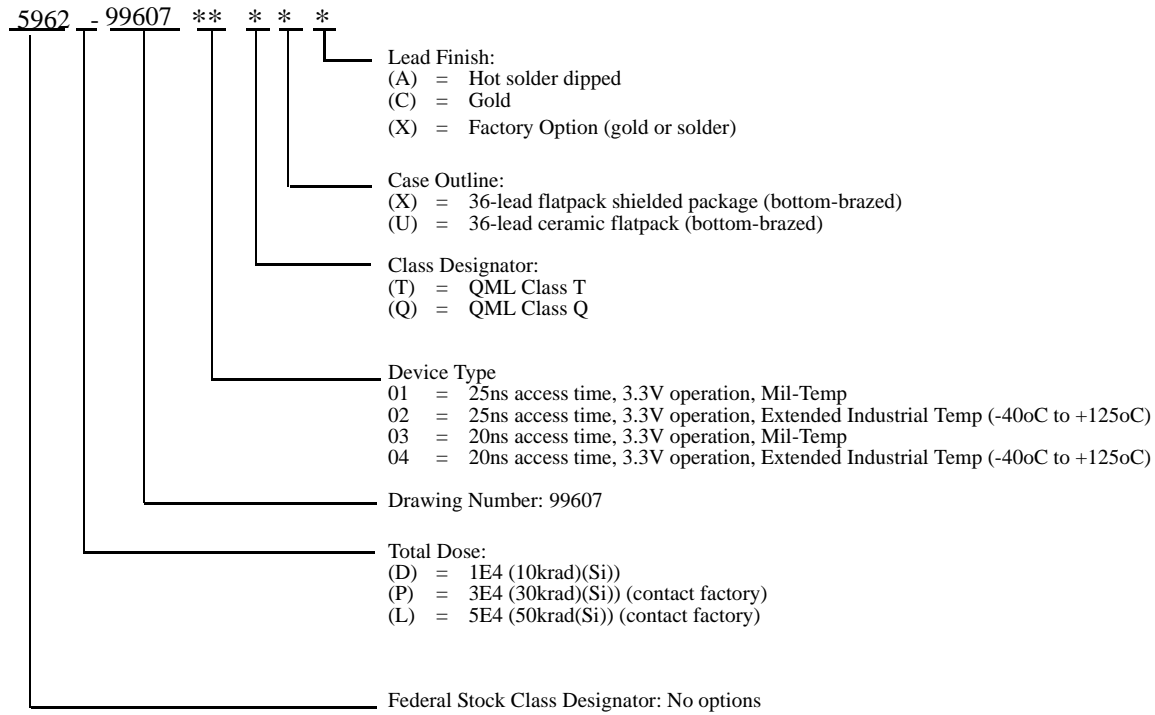 5962 - 99607 ** * * *
Lead Finish:
(A) = Hot solder dipped
(C) = Gold
(X) = Factory Option (gold or solder)
Case Outline:
(X) = 36-lead flatpack shielded package (bottom-brazed)
(U) = 36-lead ceramic flatpack (bottom-brazed)
Class Designator:
(T) = QML Class T
(Q) = QML Class Q
Device Type
01 = 25ns access time, 3.3V operation, Mil-Temp
02 = 25ns access time, 3.3V operation, Extended Industrial Temp (-40oC to +125oC)
03 = 20ns access time, 3.3V operation, Mil-Temp
04 = 20ns access time, 3.3V operation, Extended Industrial Temp (-40oC to +125oC)
Drawing Number: 99607
Total Dose:
(D) = 1E4 (10krad)(Si))
(P) = 3E4 (30krad)(Si)) (contact factory)
(L) = 5E4 (50krad(Si)) (contact factory)
Federal Stock Class Designator: No options